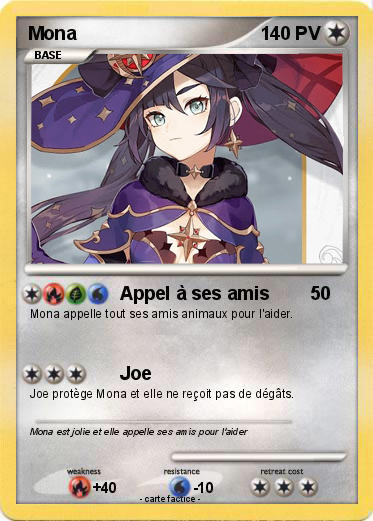 Mona 140 PV
BASE
Appel à ses amis 50
Mona appelle tout ses amis animaux pour l'aider.
Joe
Joe protège Mona et elle ne reçoit pas de dégâts.
Mona est jolie et elle appelle ses amis pour l'aider
weakness resistance retreat cost
+40 -10
- carte factice -